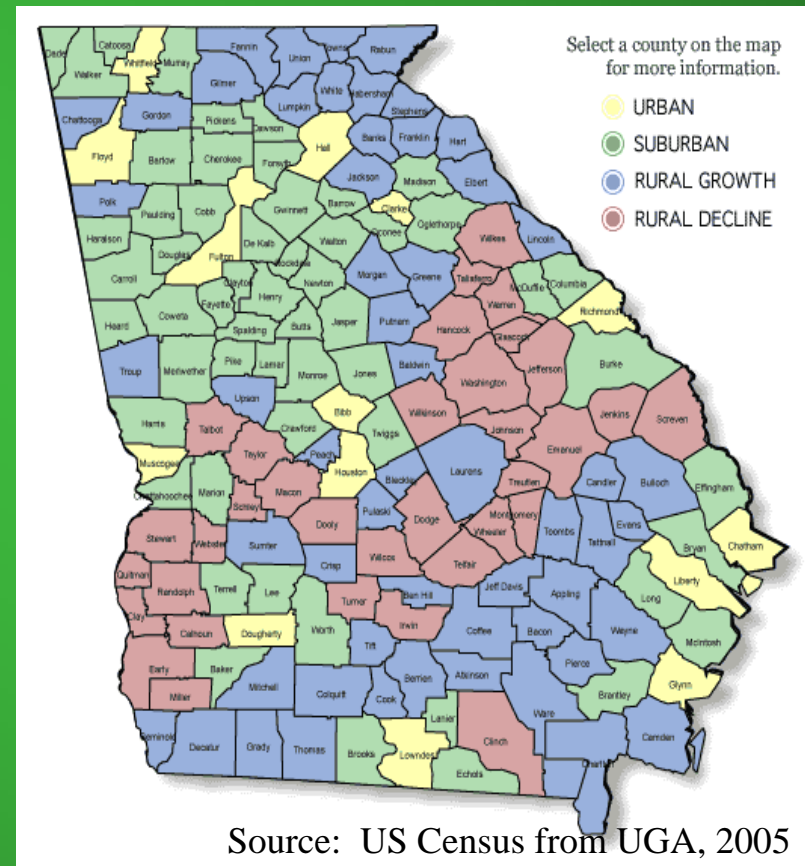 Select a county on the map
for more information.
URBAN
SUBURBAN
RURAL GROWTH
RURAL DECLINE
Dade
Catoosa
Whitfield
Murray
Fannin
Union
Towns
Rabun
Walker
Gilmer
White
Habersham
Lumpkin
Stephens
Chattooga
Gordon
Pickens
Dawson
Hall
Banks
Franklin
Hart
Floyd
Bartow
Cherokee
Forsyth
Jackson
Madison
Elbert
Polk
Paulding
Cobb
Gwinnett
Barrow
Clarke
Oconee
Oglethorpe
Wilkes
Lincoln
Haralson
Douglas
Fulton
De Kalb
Walton
Rockdale
Morgan
Greene
Taliaferro
McDuffie
Columbia
Carroll
Clayton
Newton
Fayette
Henry
Warren
Richmond
Heard
Coweta
Spalding
Butts
Jasper
Putnam
Hancock
Glascock
Jefferson
Burke
Troup
Meriwether
Pike
Lamar
Monroe
Jones
Baldwin
Washington
Upson
Bibb
Wilkinson
Jenkins
Screven
Harris
Talbot
Crawford
Twiggs
Johnson
Emanuel
Muscogee
Taylor
Peach
Houston
Laurens
Chattahoochee
Marion
Macon
Bleckley
Treutlen
Candler
Bulloch
Effingham
Schley
Dooly
Pulaski
Dodge
Montgomery
Wheeler
Toombs
Evans
Tattnall
Bryan
Chatham
Stewart
Webster
Sumter
Crisp
Wilcox
Telfair
Liberty
Quitman
Randolph
Terrell
Lee
Ben Hill
Jeff Davis
Appling
Long
Clay
Calhoun
Dougherty
Worth
Turner
Irwin
Coffee
Bacon
Wayne
McIntosh
Early
Baker
Tift
Pierce
Miller
Mitchell
Colquitt
Cook
Berrien
Atkinson
Ware
Brantley
Glynn
Seminole
Decatur
Grady
Thomas
Brooks
Lowndes
Lanier
Clinch
Echols
Camden
Source: US Census from UGA, 2005